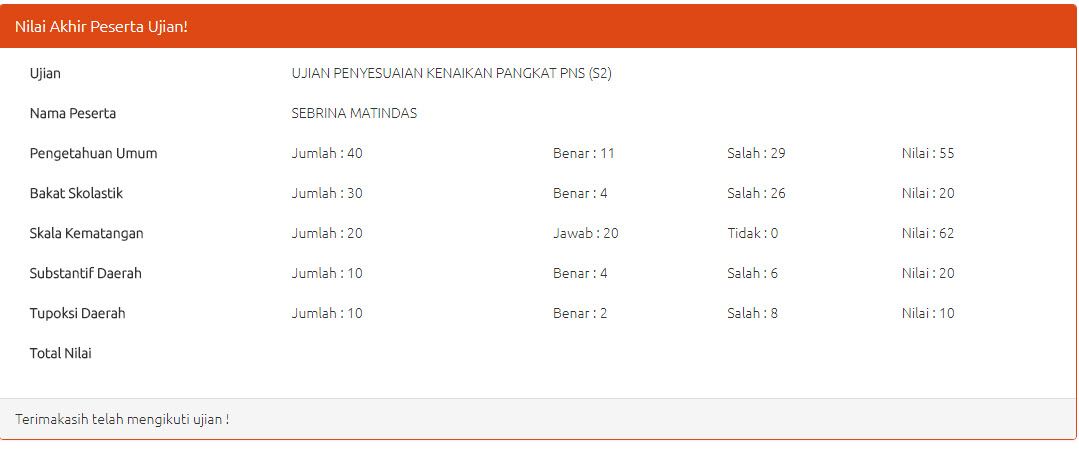 Nilai Akhir Peserta Ujian!
Ujian UJIAN PENYESUAIAN KENAIKAN PANGKAT PNS (S2)
Nama Peserta SEBRINA MATINDAS
Pengetahuan Umum Jumlah : 40 Benar : 11 Salah : 29 Nilai : 55
Bakat Skolastik Jumlah : 30 Benar : 4 Salah : 26 Nilai : 20
Skala Kematangan Jumlah : 20 Jawab : 20 Tidak : 0 Nilai : 62
Substantif Daerah Jumlah : 10 Benar : 4 Salah : 6 Nilai : 20
Tupoksi Daerah Jumlah : 10 Benar : 2 Salah : 8 Nilai : 10
Total Nilai
Terimakasih telah mengikuti ujian !